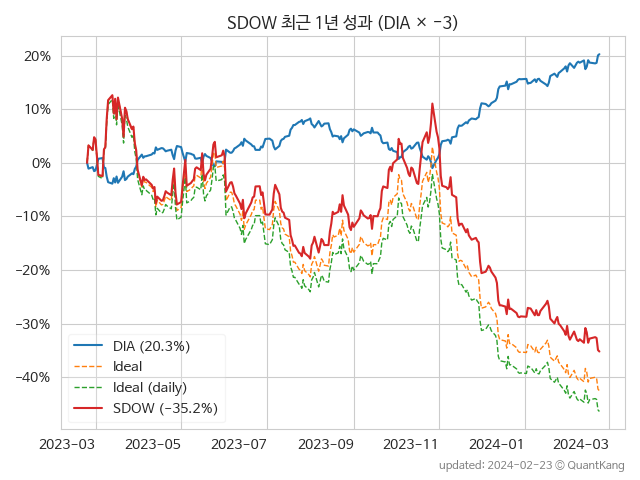 SDOW 최근 1년 성과 (DIA × -3)
20%
10%
0%
−10%
−20%
−30%
−40%
DIA (20.3%)
Ideal
Ideal (daily)
SDOW (-35.2%)
2023-03 2023-05 2023-07 2023-09 2023-11 2024-01 2024-03
updated: 2024-02-23 ⓒ QuantKang